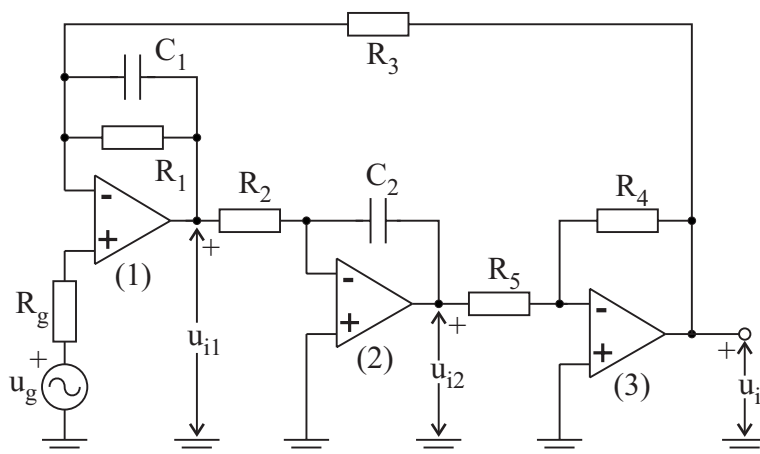 R3
C1
R1
R2
C2
R4
R5
-
+
(1)
+
-
+
(2)
+
-
+
(3)
+
Rg
+
ug
ui1
ui2
ui